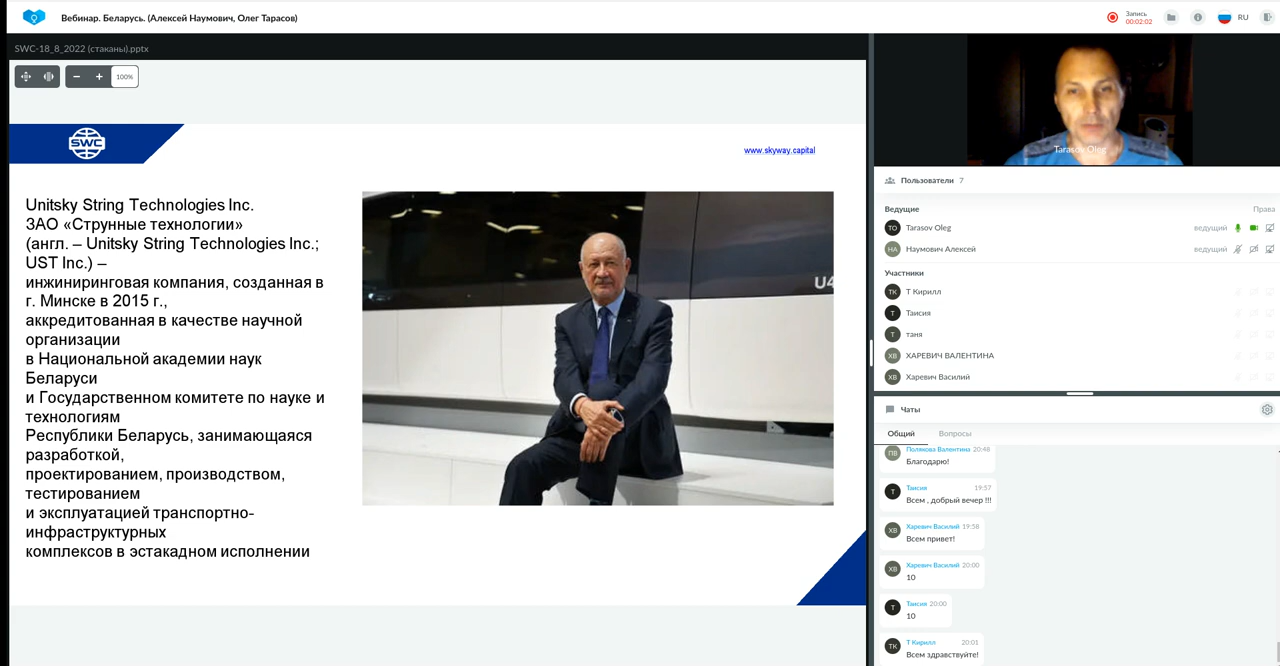 Вебинар. Беларусь. (Алексей Наумович, Олег Тарасов)
Запись
00:02:02
RU
SWC-18_8_2022 (стаканы).pptx
100%
SWC
www.skyway.capital
Unitsky String Technologies Inc.
ЗАО «Струнные технологии»
(англ. – Unitsky String Technologies Inc.;
UST Inc.) –
инжиниринговая компания, созданная в
г. Минске в 2015 г.,
аккредитованная в качестве научной
организации
в Национальной академии наук
Беларуси
и Государственном комитете по науке и
технологиям
Республики Беларусь, занимающаяся
разработкой,
проектированием, производством,
тестированием
и эксплуатацией транспортно-
инфраструктурных
комплексов в эстакадном исполнении
U4
Tarasov Oleg
Пользователи 7
Ведущие Права
TO Tarasov Oleg ведущий
НА Наумович Алексей ведущий
Участники
ТК Т Кирилл
Т Таисия
Т таня
ХВ ХАРЕВИЧ ВАЛЕНТИНА
ХВ Харевич Василий
Чаты
Общий Вопросы
ПВ Полякова Валентина 20:48
Благодарю!
Т Таисия 19:57
Всем , добрый вечер !!!
ХВ Харевич Василий 19:58
Всем привет!
ХВ Харевич Василий 20:00
10
Т Таисия 20:00
10
ТК Т Кирилл 20:01
Всем здравствуйте!